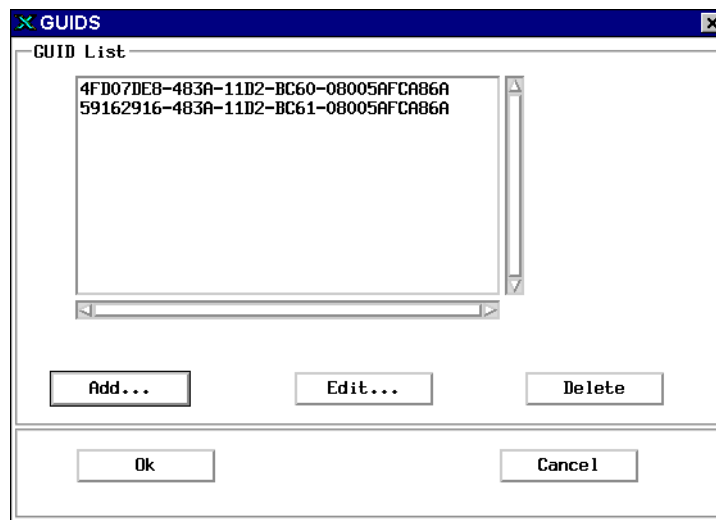 GUIDS
GUID List
4FD07DE8-483A-11D2-BC60-08005AFCA86A
59162916-483A-11D2-BC61-08005AFCA86A
Add...
Edit...
Delete
Ok
Cancel